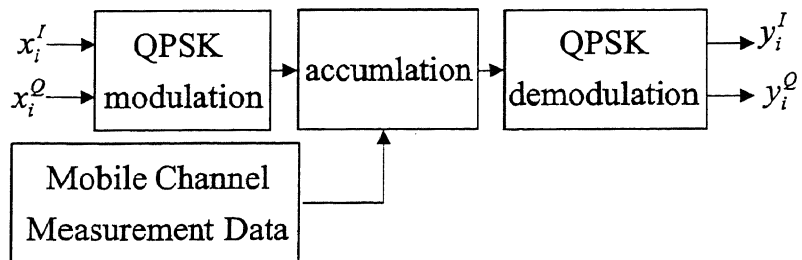 x_i^I
x_i^Q
QPSK
modulation
accumlation
QPSK
demodulation
y_i^I
y_i^Q
Mobile Channel
Measurement Data